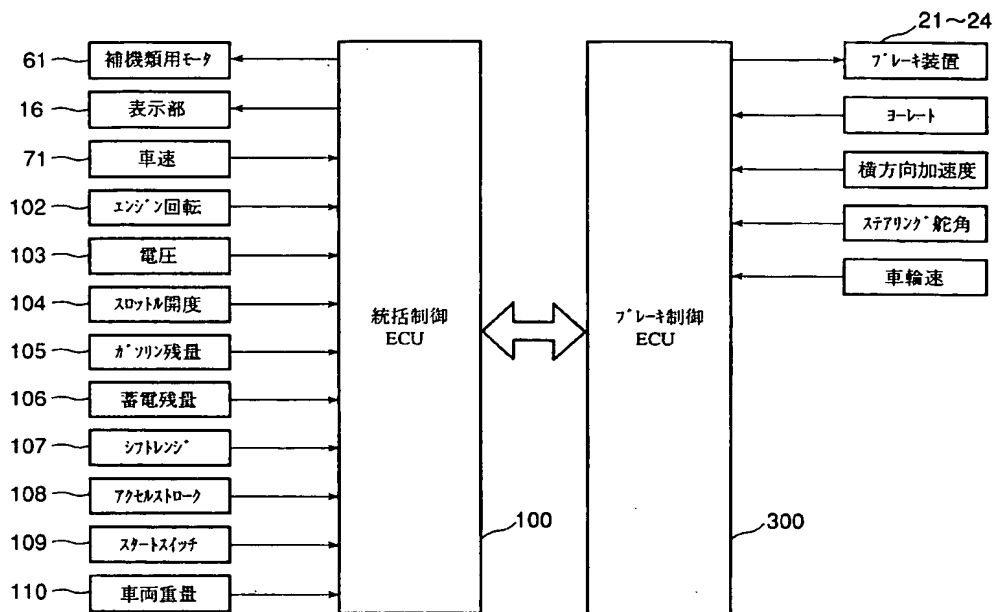 21～24
61
補機類用モータ
ブレーキ装置
16
表示部
ヨーレート
71
車速
横方向加速度
102
エンジン回転
ステアリング舵角
103
電圧
車輪速
104
スロットル開度
統括制御
ECU
ブレーキ制御
ECU
105
ガソリン残量
106
蓄電残量
107
シフトレンジ
108
アクセルストローク
100
300
109
スタートスイッチ
110
車両重量